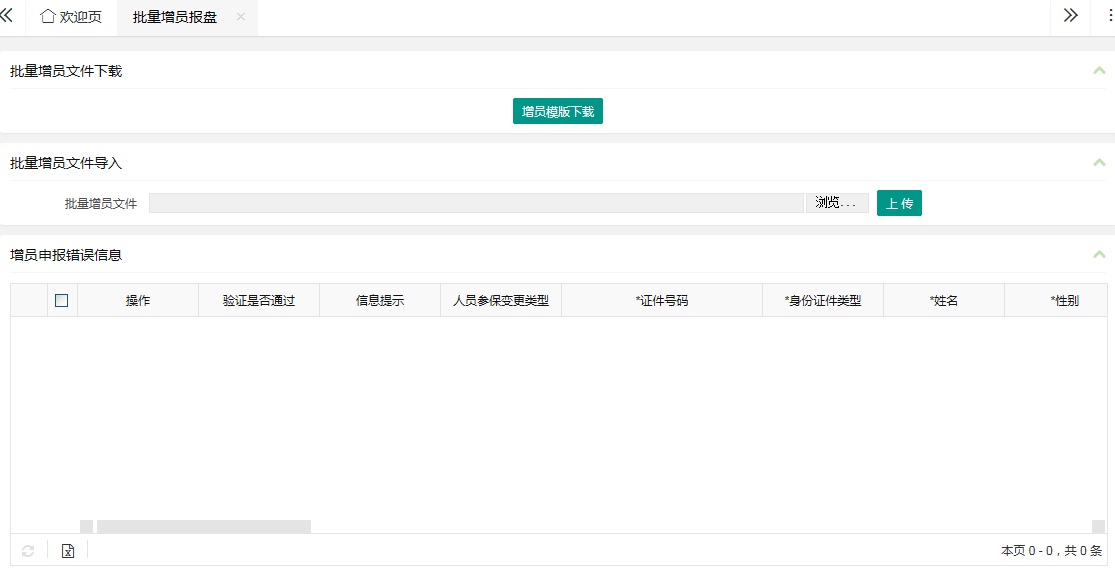 欢迎页 批量增员报盘
批量增员文件下载
增员模版下载
批量增员文件导入
批量增员文件 浏览... 上传
增员申报错误信息
操作 验证是否通过 信息提示 人员参保变更类型 *证件号码 *身份证件类型 *姓名 *性别
本页 0 - 0，共 0 条